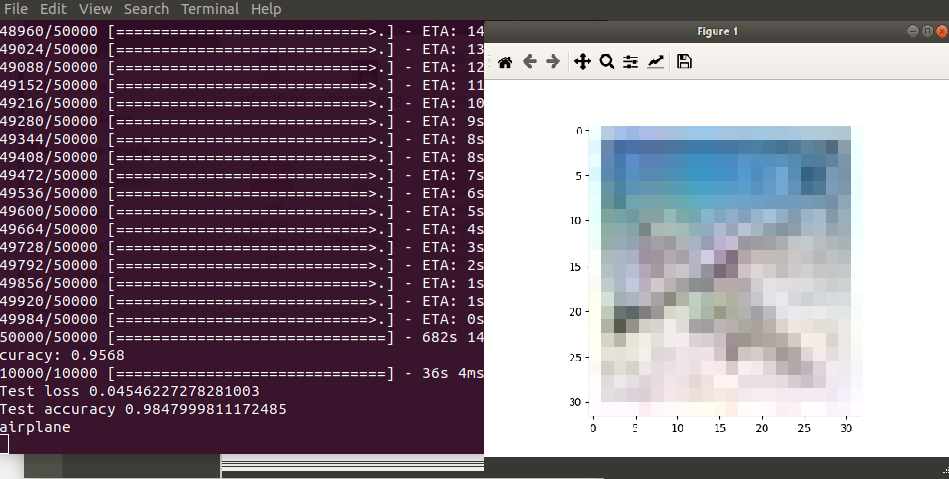 File Edit View Search Terminal Help
48960/50000 [============================>.] - ETA: 14
49024/50000 [============================>.] - ETA: 13
49088/50000 [============================>.] - ETA: 12
49152/50000 [============================>.] - ETA: 11
49216/50000 [============================>.] - ETA: 10
49280/50000 [============================>.] - ETA: 9s
49344/50000 [============================>.] - ETA: 8s
49408/50000 [============================>.] - ETA: 8s
49472/50000 [============================>.] - ETA: 7s
49536/50000 [============================>.] - ETA: 6s
49600/50000 [============================>.] - ETA: 5s
49664/50000 [============================>.] - ETA: 4s
49728/50000 [============================>.] - ETA: 3s
49792/50000 [============================>.] - ETA: 2s
49856/50000 [============================>.] - ETA: 1s
49920/50000 [============================>.] - ETA: 1s
49984/50000 [============================>.] - ETA: 0s
50000/50000 [==============================] - 682s 14
curacy: 0.9568
10000/10000 [==============================] - 36s 4ms
Test loss 0.04546227278281003
Test accuracy 0.9847999811172485
airplane
Figure 1
0
5
10
15
20
25
30
0 5 10 15 20 25 30